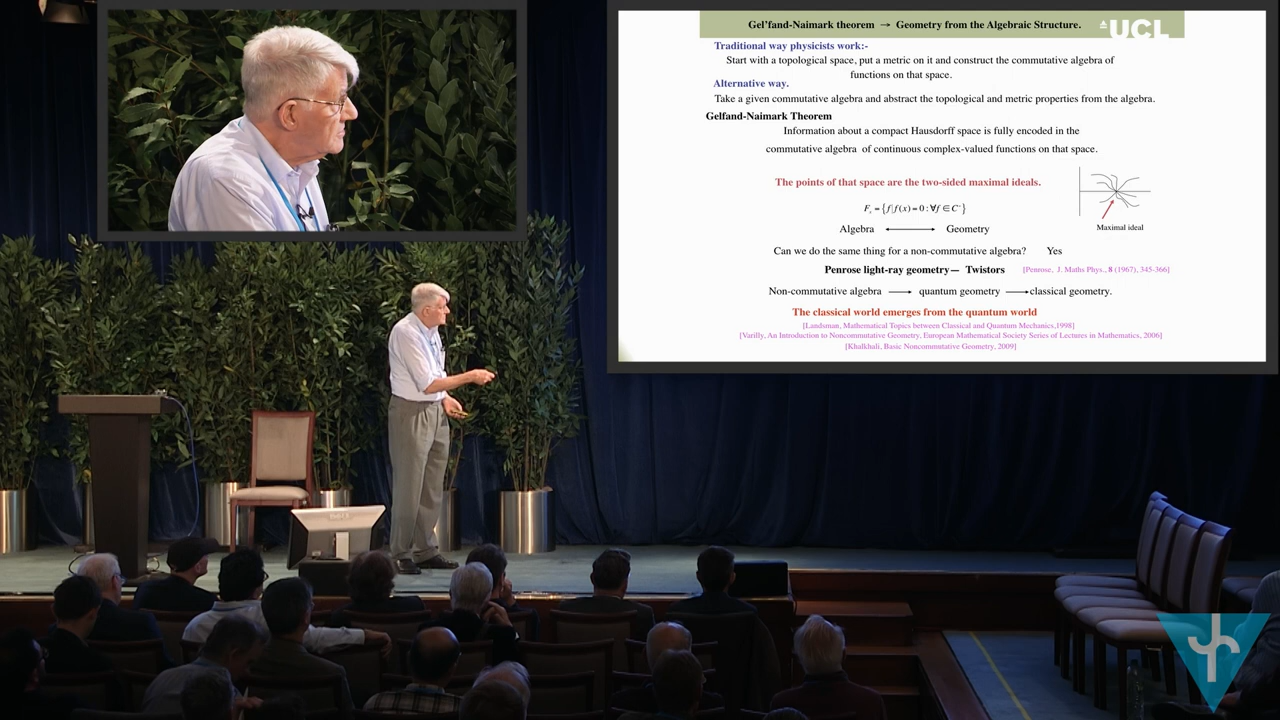 Gel'fand-Naimark theorem → Geometry from the Algebraic Structure.
UCL
Traditional way physicists work:-
Start with a topological space, put a metric on it and construct the commutative algebra of
functions on that space.
Alternative way.
Take a given commutative algebra and abstract the topological and metric properties from the algebra.
Gelfand-Naimark Theorem
Information about a compact Hausdorff space is fully encoded in the
commutative algebra of continuous complex-valued functions on that space.
The points of that space are the two-sided maximal ideals.
Maximal ideal
Algebra ⟷ Geometry
Can we do the same thing for a non-commutative algebra? Yes
Penrose light-ray geometry— Twistors [Penrose, J. Maths Phys., 8 (1967), 345-366]
Non-commutative algebra → quantum geometry → classical geometry.
The classical world emerges from the quantum world
[Landsman, Mathematical Topics between Classical and Quantum Mechanics,1998]
[Varilly, An Introduction to Noncommutative Geometry, European Mathematical Society Series of Lectures in Mathematics, 2006]
[Khalkhali, Basic Noncommutative Geometry, 2009]